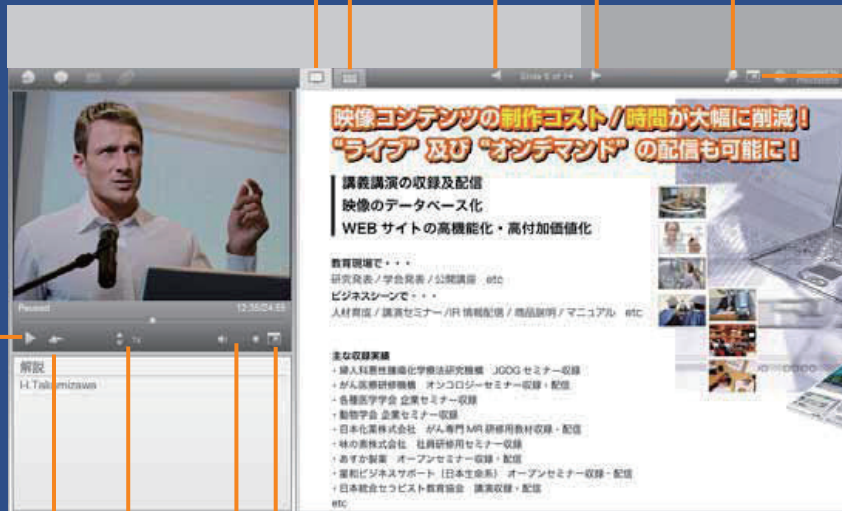 Slide 5 of 14
映像コンテンツの制作コスト/時間が大幅に削減!
“ライブ” 及び “オンデマンド” の配信も可能に!
講義講演の収録及配信
映像のデータベース化
WEB サイトの高機能化・高付加価値化
教育現場で・・・
研究発表/学会発表/公開講座 etc
ビジネスシーンで・・・
人材育成/講演セミナー/IR 情報配信/商品説明/マニュアル etc
主な収録実績
・婦人科悪性腫瘍化学療法研究機構 JGOG セミナー収録
・がん医療研修機構 オンコロジーセミナー収録・配信
・各種医学学会 企業セミナー収録
・動物学会 企業セミナー収録
・日本化薬株式会社 がん専門 MR 研修用教材収録・配信
・味の素株式会社 社員研修用セミナー収録
・あすか製薬 オープンセミナー収録・配信
・星和ビジネスサポート(日本生命系) オープンセミナー収録・配信
・日本統合セラピスト教育協会 講演収録・配信
etc
Paused 12:35/24:55
1x
解説
H.Takumizawa